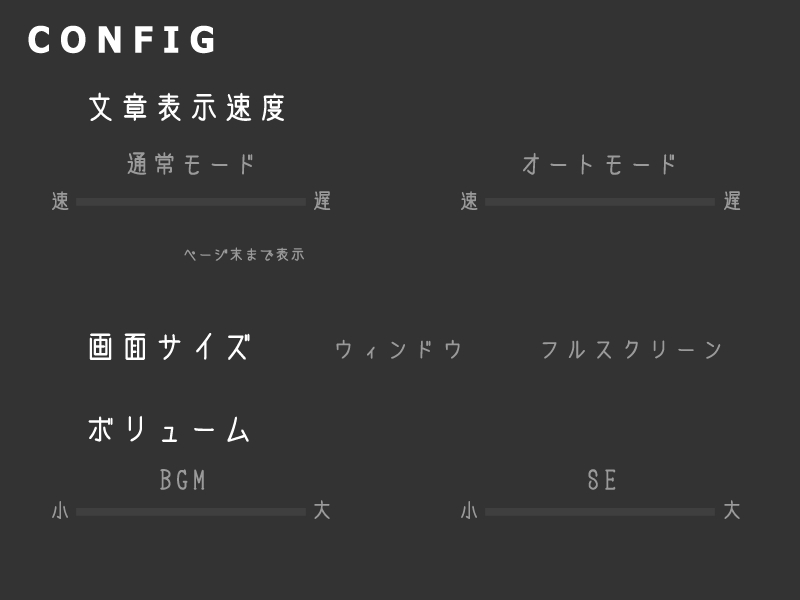 CONFIG
文章表示速度
通常モード オートモード
速 遅 速 遅
ページ末まで表示
画面サイズ ウィンドウ フルスクリーン
ボリューム
BGM SE
小 大 小 大